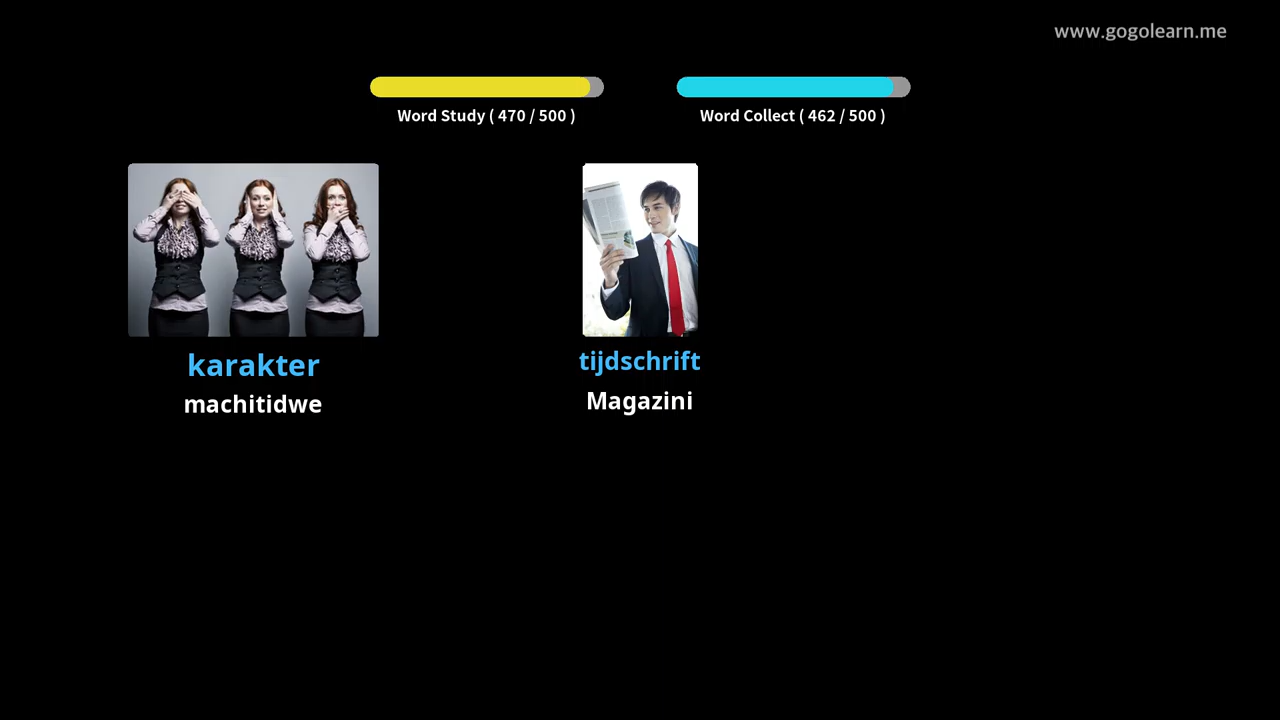 www.gogolearn.me
Word Study ( 470 / 500 )
Word Collect ( 462 / 500 )
karakter
machitidwe
tijdschrift
Magazini